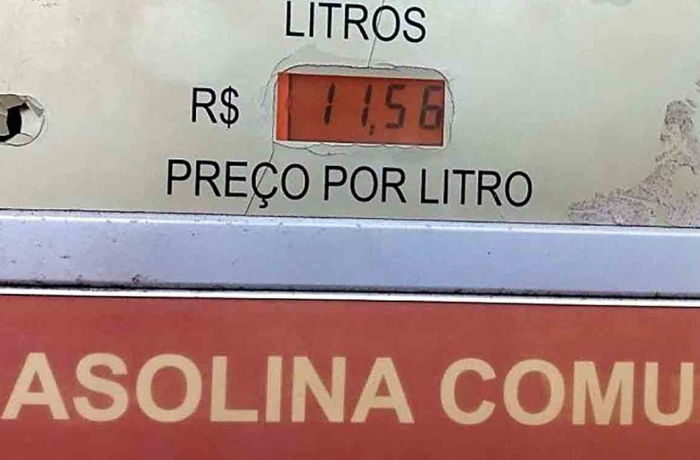 LITROS
R$ 11,56
PREÇO POR LITRO
ASOLINA COMU